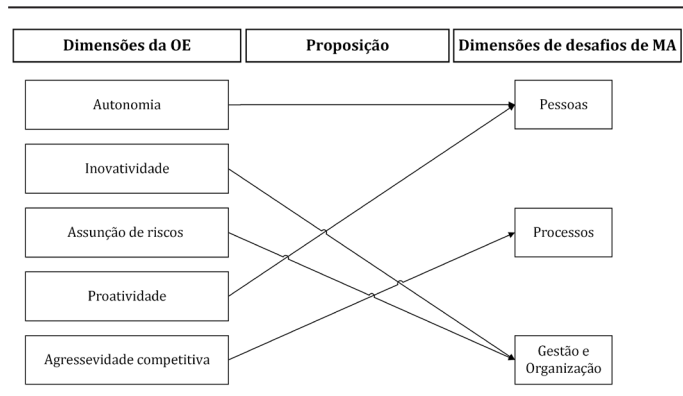 Dimensões da OE
Proposição
Dimensões de desafios de MA
Autonomia
Pessoas
Inovatividade
Assunção de riscos
Processos
Proatividade
Agressevidade competitiva
Gestão e
Organização